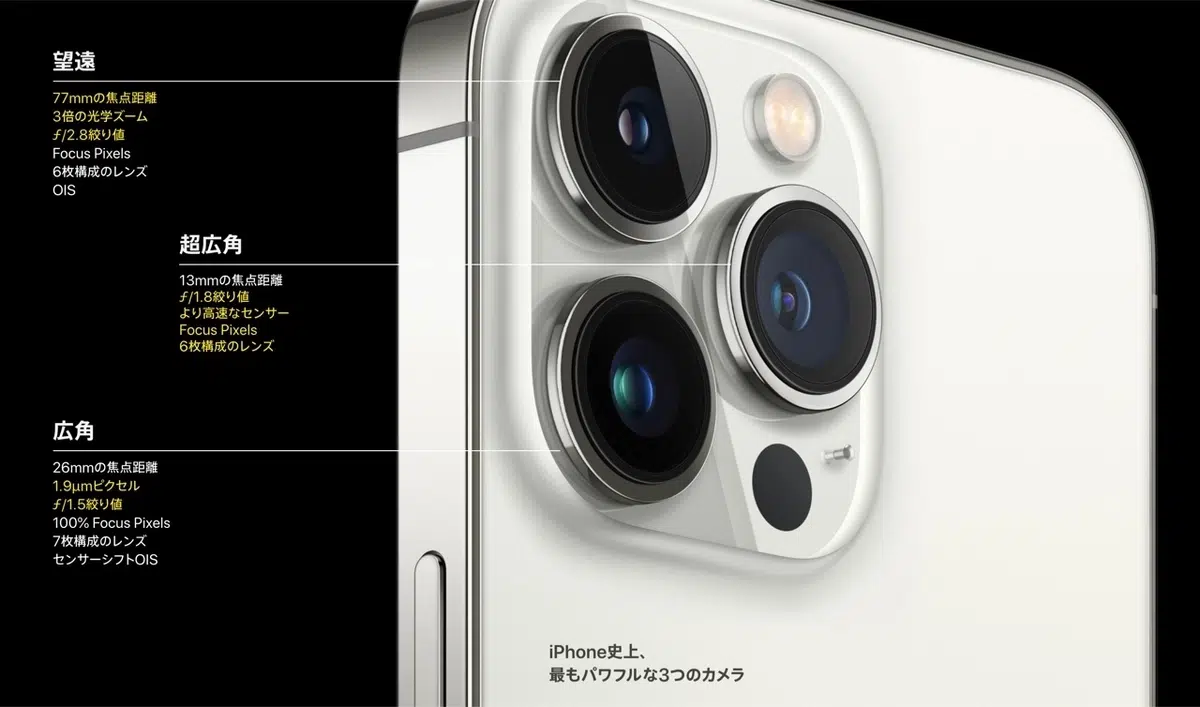 望遠
77mmの焦点距離
3倍の光学ズーム
ƒ/2.8絞り値
Focus Pixels
6枚構成のレンズ
OIS
超広角
13mmの焦点距離
ƒ/1.8絞り値
より高速なセンサー
Focus Pixels
6枚構成のレンズ
広角
26mmの焦点距離
1.9µmピクセル
ƒ/1.5絞り値
100% Focus Pixels
7枚構成のレンズ
センサーシフトOIS
iPhone史上、
最もパワフルな3つのカメラ